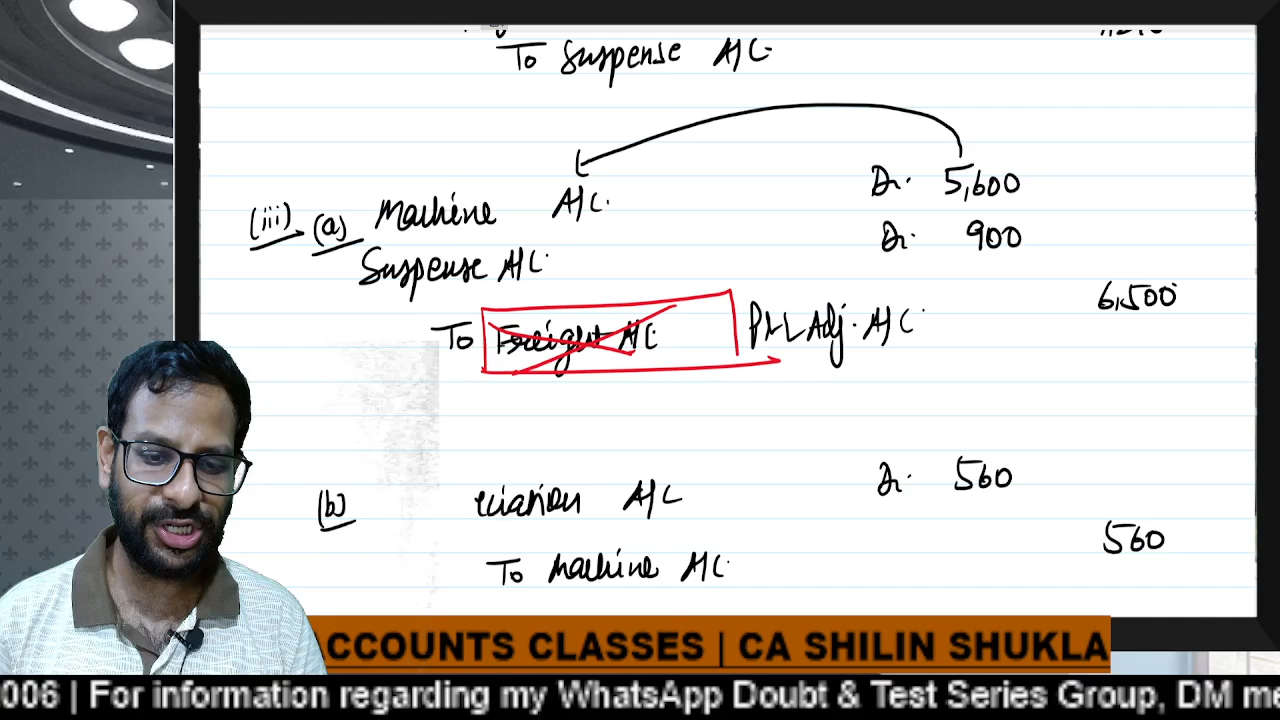 To Suspense A/C.
(iii) (a) Machine A/C. Dr. 5,600
Suspense A/C. Dr. 900
To Freight A/C P&L Adj. A/C. 6,500
(b) eciation A/C Dr. 560
To Machine A/C. 560
ACCOUNTS CLASSES | CA SHILIN SHUKLA
006 | For information regarding my WhatsApp Doubt & Test Series Group, DM me